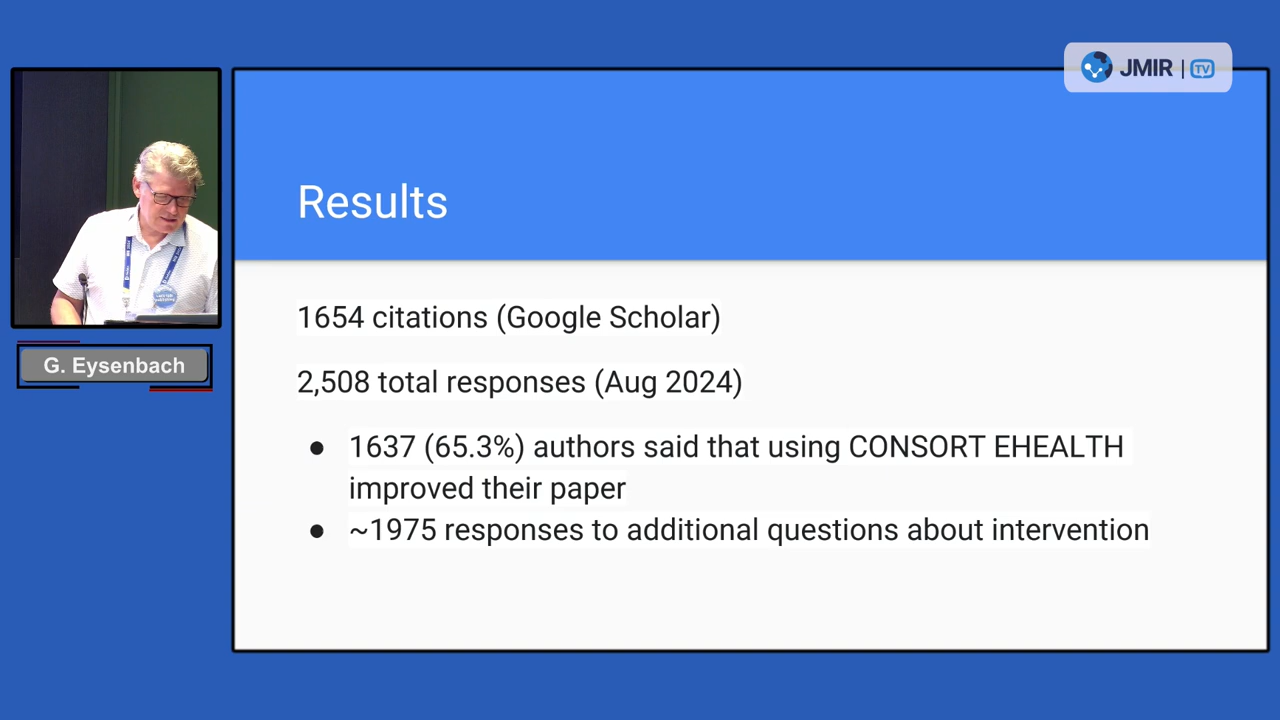 JMIR | TV
Results
1654 citations (Google Scholar)
2,508 total responses (Aug 2024)
● 1637 (65.3%) authors said that using CONSORT EHEALTH
improved their paper
● ~1975 responses to additional questions about intervention
G. Eysenbach